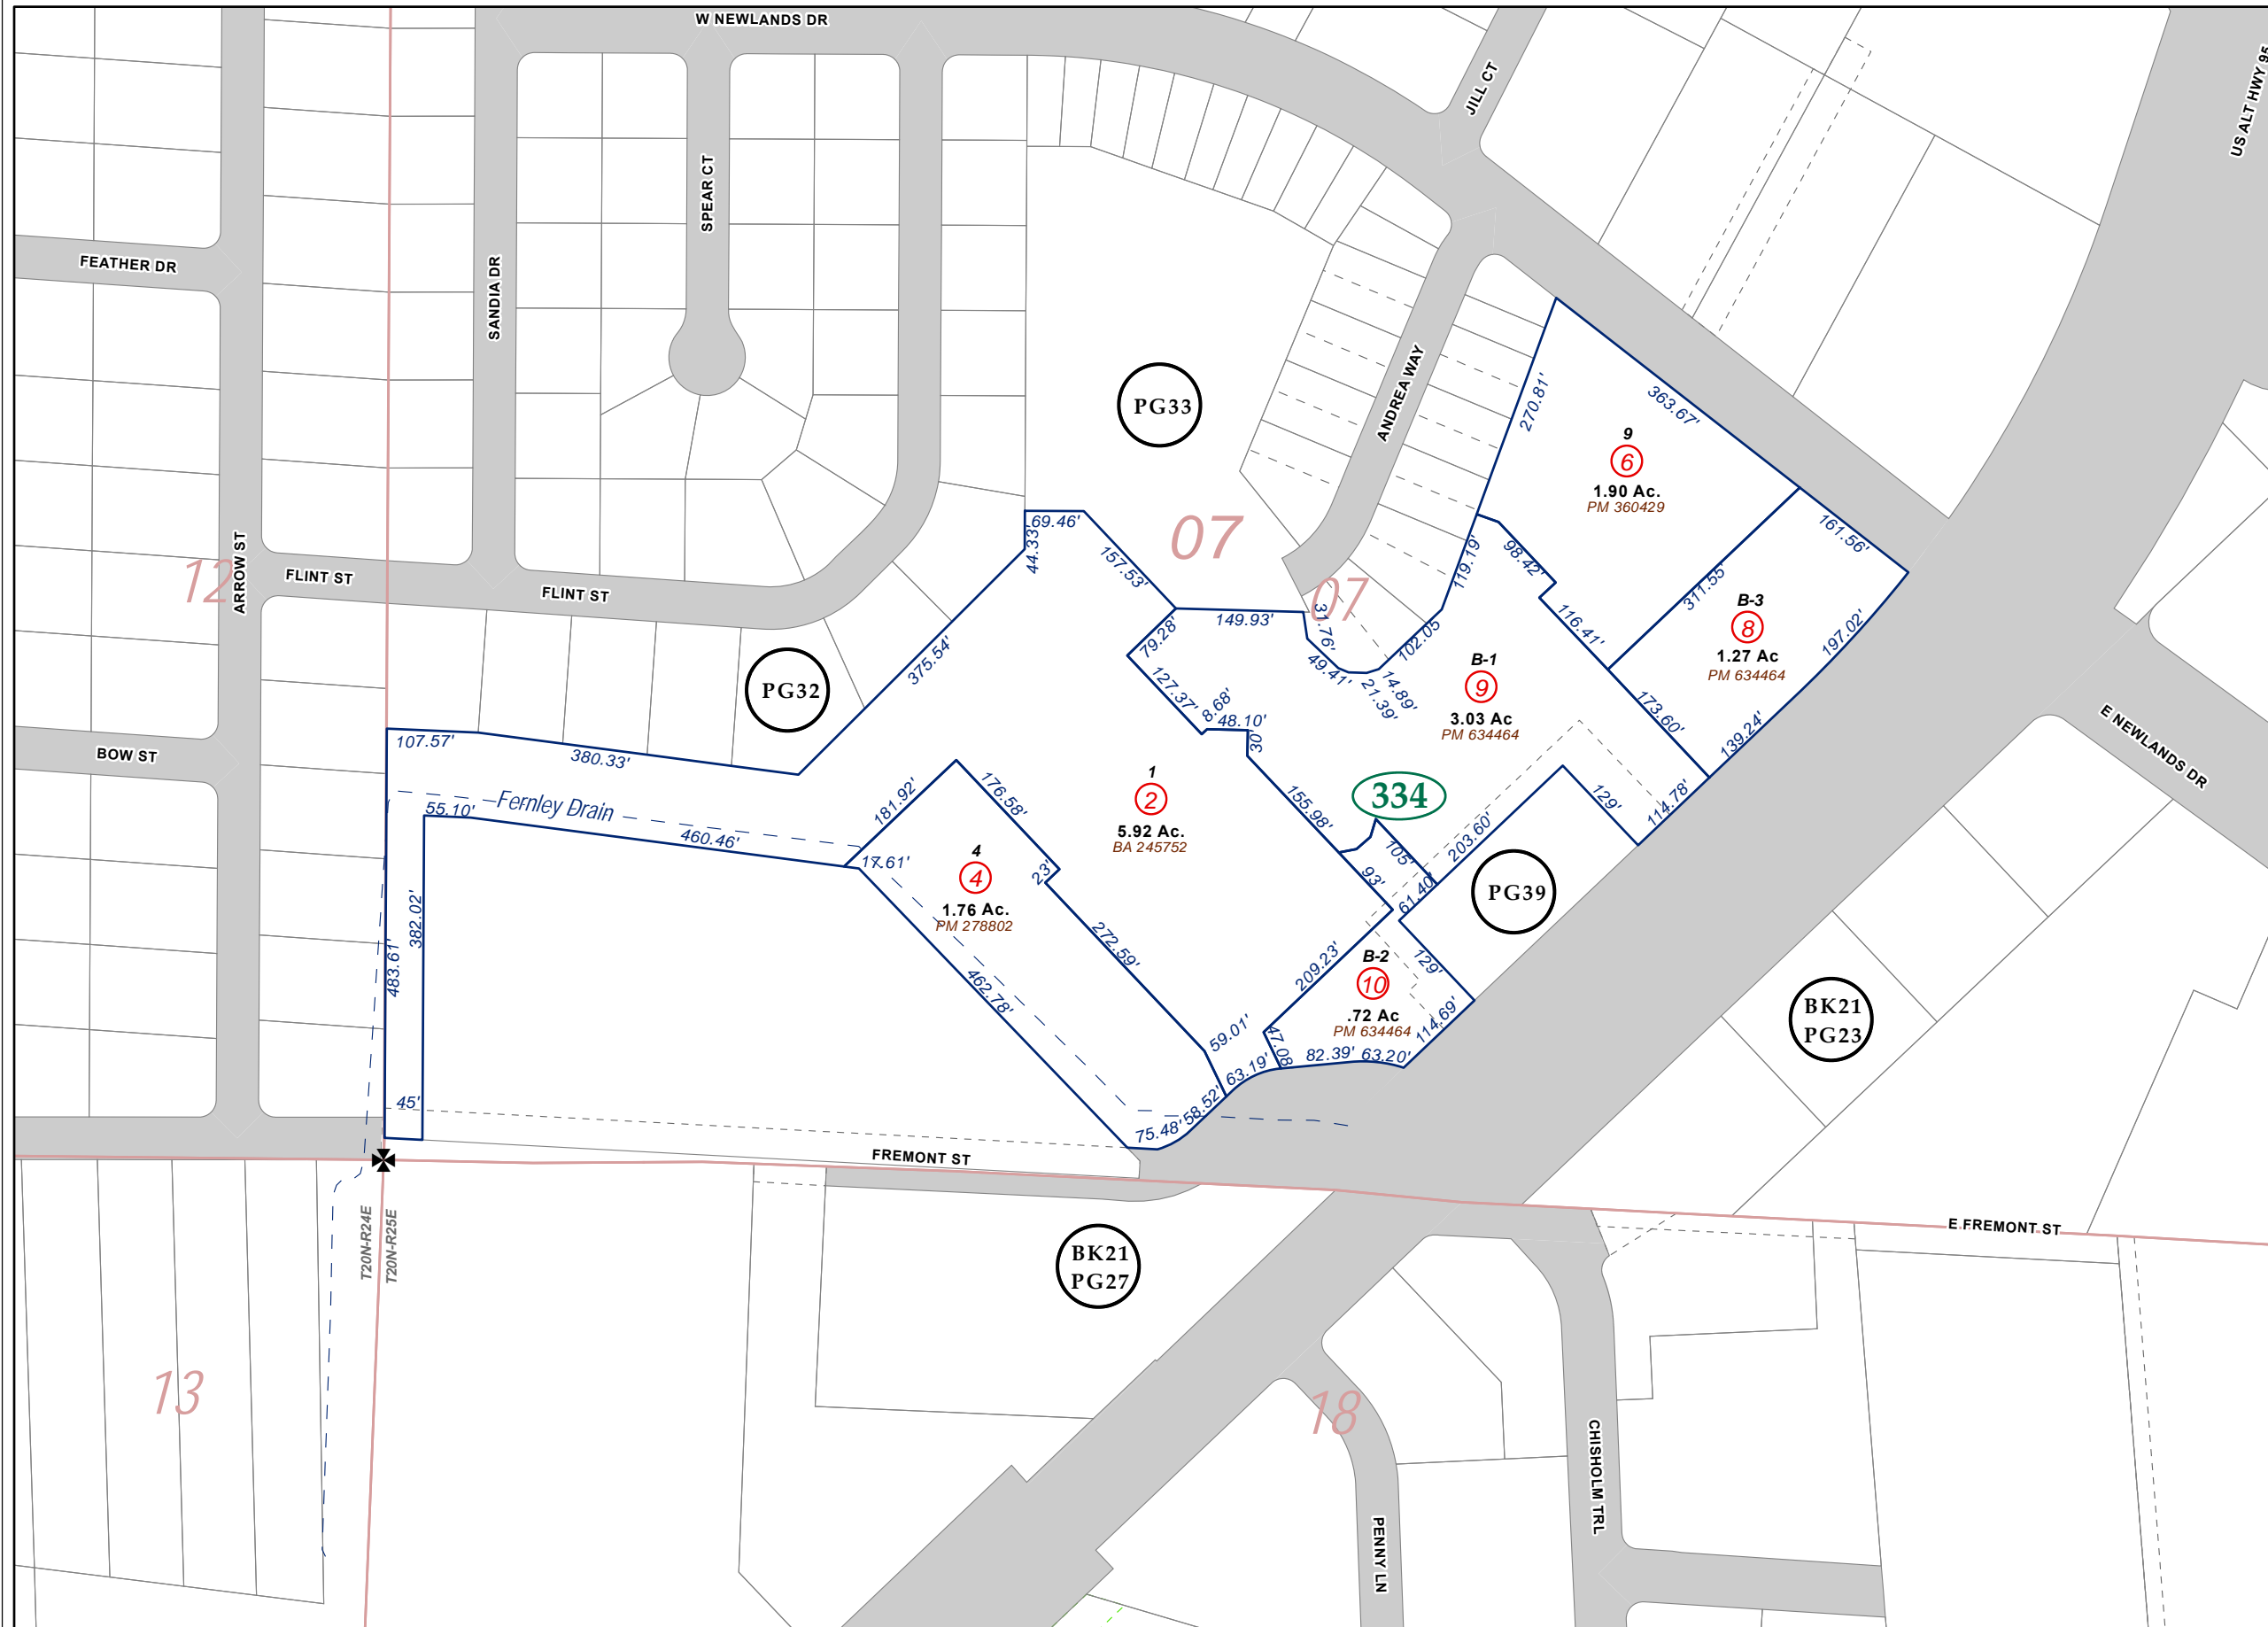 W NEWLANDS DR
JILL CT
US ALT HWY 95
SPEAR CT
FEATHER DR
SANDIA DR
ANDREA WAY
PG33
270.81'
363.67'
9
6
1.90 Ac.
PM 360429
07
69.46'
44.33'
157.53'
119.19'
98.42'
161.56'
12
ARROW ST
FLINT ST
FLINT ST
07
311.55'
B-3
8
1.27 Ac
PM 634464
197.02'
149.93'
31.76'
116.41'
79.28'
102.05
49.41'
14.89'
21.39'
B-1
9
3.03 Ac
PM 634464
PG32
375.54'
127.37'
8.68'
48.10'
30'
173.60'
139.24'
E NEWLANDS DR
BOW ST
107.57'
380.33'
Fernley Drain
55.10'
460.46'
181.92'
176.58'
1
2
5.92 Ac.
BA 245752
155.98'
334
129'
114.78'
203.60'
105'
93'
61.40'
PG39
17.61'
4
4
1.76 Ac.
PM 278802
23'
382.02'
483.61'
272.59'
462.78'
209.23'
B-2
10
.72 Ac
PM 634464
129'
114.69'
BK21
PG23
59.01'
47.08
82.39'
63.20'
63.19'
58.52'
75.48'
45'
FREMONT ST
E FREMONT ST
T20N-R24E
T20N-R25E
BK21
PG27
13
18
CHISHOLM TRL
PENNY LN